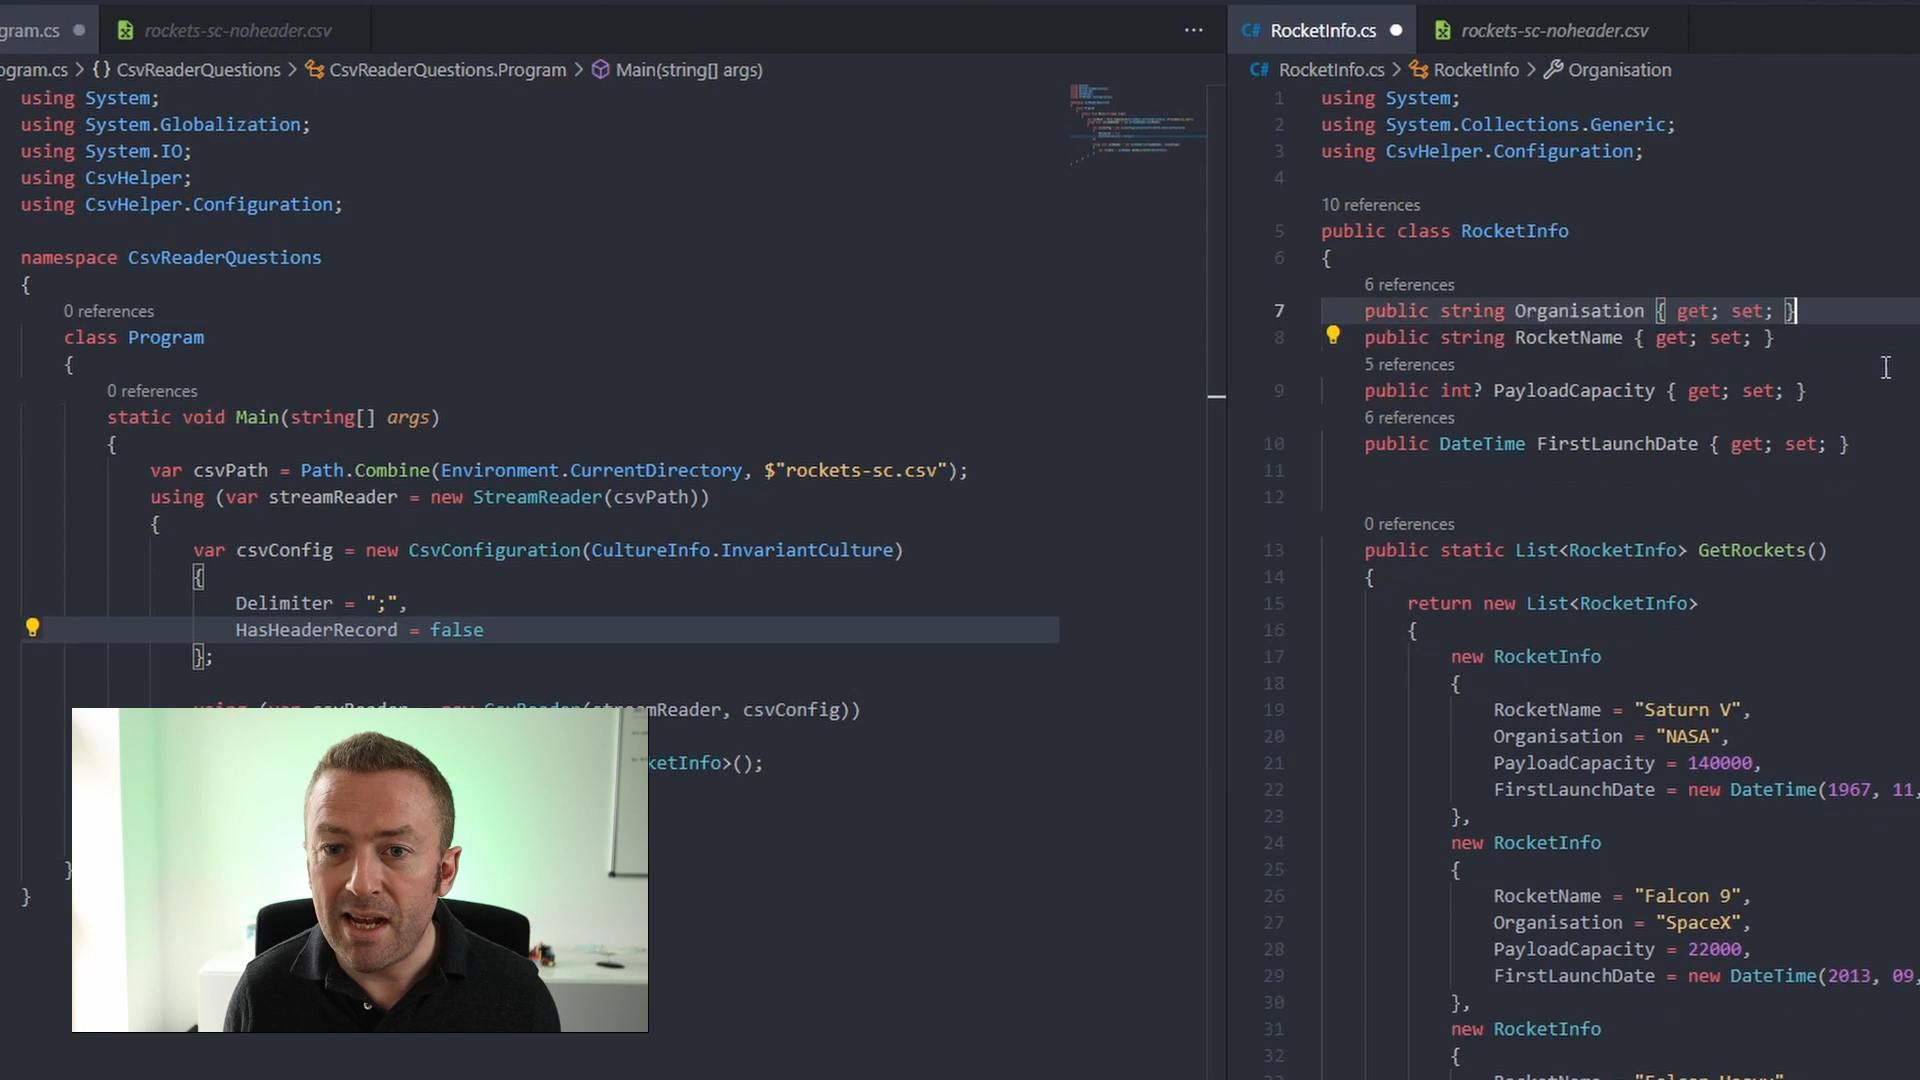 gram.cs
rockets-sc-noheader.csv
ogram.cs > {} CsvReaderQuestions > CsvReaderQuestions.Program > Main(string[] args)
using System;
using System.Globalization;
using System.IO;
using CsvHelper;
using CsvHelper.Configuration;
namespace CsvReaderQuestions
{
0 references
class Program
{
0 references
static void Main(string[] args)
{
var csvPath = Path.Combine(Environment.CurrentDirectory, $"rockets-sc.csv");
using (var streamReader = new StreamReader(csvPath))
{
var csvConfig = new CsvConfiguration(CultureInfo.InvariantCulture)
{
Delimiter = ";",
HasHeaderRecord = false
};
streamReader, csvConfig))
ketInfo>();
}
}
C# RocketInfo.cs
rockets-sc-noheader.csv
C# RocketInfo.cs > RocketInfo > Organisation
1 using System;
2 using System.Collections.Generic;
3 using CsvHelper.Configuration;
4
10 references
5 public class RocketInfo
6 {
6 references
7 public string Organisation { get; set; }
8 public string RocketName { get; set; }
5 references
9 public int? PayloadCapacity { get; set; }
6 references
10 public DateTime FirstLaunchDate { get; set; }
11
12
0 references
13 public static List<RocketInfo> GetRockets()
14 {
15 return new List<RocketInfo>
16 {
17 new RocketInfo
18 {
19 RocketName = "Saturn V",
20 Organisation = "NASA",
21 PayloadCapacity = 140000,
22 FirstLaunchDate = new DateTime(1967, 11,
23 },
24 new RocketInfo
25 {
26 RocketName = "Falcon 9",
27 Organisation = "SpaceX",
28 PayloadCapacity = 22000,
29 FirstLaunchDate = new DateTime(2013, 09,
30 },
31 new RocketInfo
32 {